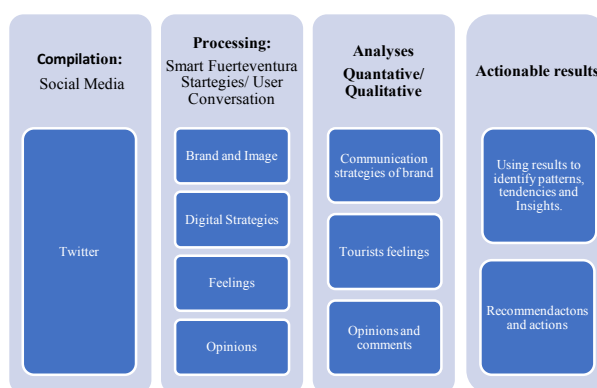 Compilation:
Social Media
Twitter
Processing:
Smart Fuerteventura
Startegies/ User
Conversation
Brand and Image
Digital Strategies
Feelings
Opinions
Analyses
Quantative/
Qualitative
Communication
strategies of brand
Tourists feelings
Opinions and
comments
Actionable results
Using results to
identify patterns,
tendencies and
Insights.
Recommendactons
and actions